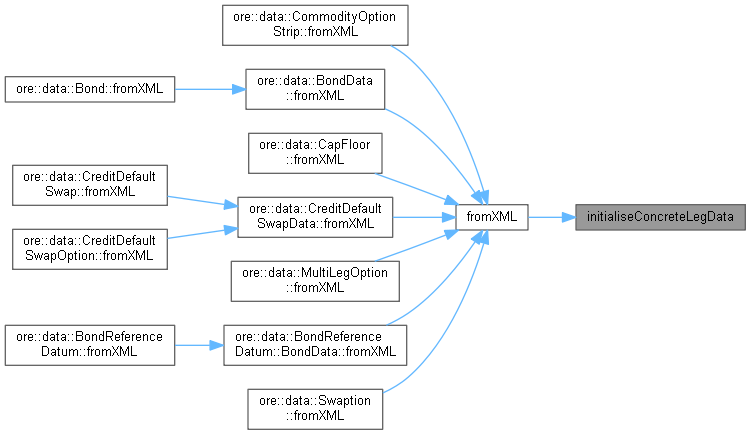 ore::data::CommodityOption
Strip::fromXML
ore::data::Bond::fromXML
ore::data::BondData
::fromXML
ore::data::CapFloor
::fromXML
ore::data::CreditDefault
Swap::fromXML
ore::data::CreditDefault
SwapData::fromXML
fromXML
initialiseConcreteLegData
ore::data::CreditDefault
SwapOption::fromXML
ore::data::MultiLegOption
::fromXML
ore::data::BondReference
Datum::fromXML
ore::data::BondReference
Datum::BondData::fromXML
ore::data::Swaption
::fromXML